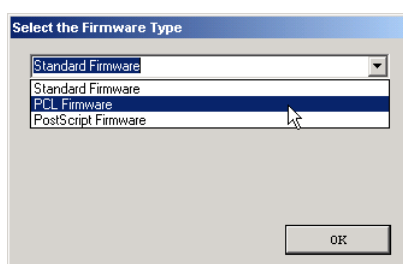 Select the Firmware Type
Standard Firmware
Standard Firmware
PCL Firmware
PostScript Firmware
OK